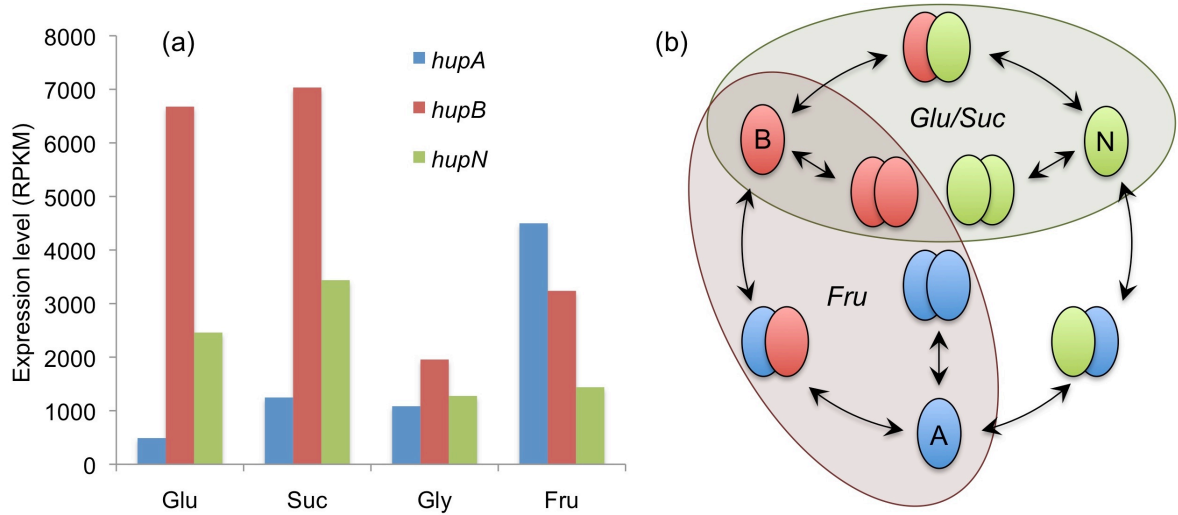 (a)
Expression level (RPKM)
8000
7000
6000
5000
4000
3000
2000
1000
0
hupA
hupB
hupN
Glu
Suc
Gly
Fru
(b)
Glu/Suc
B
N
Fru
A